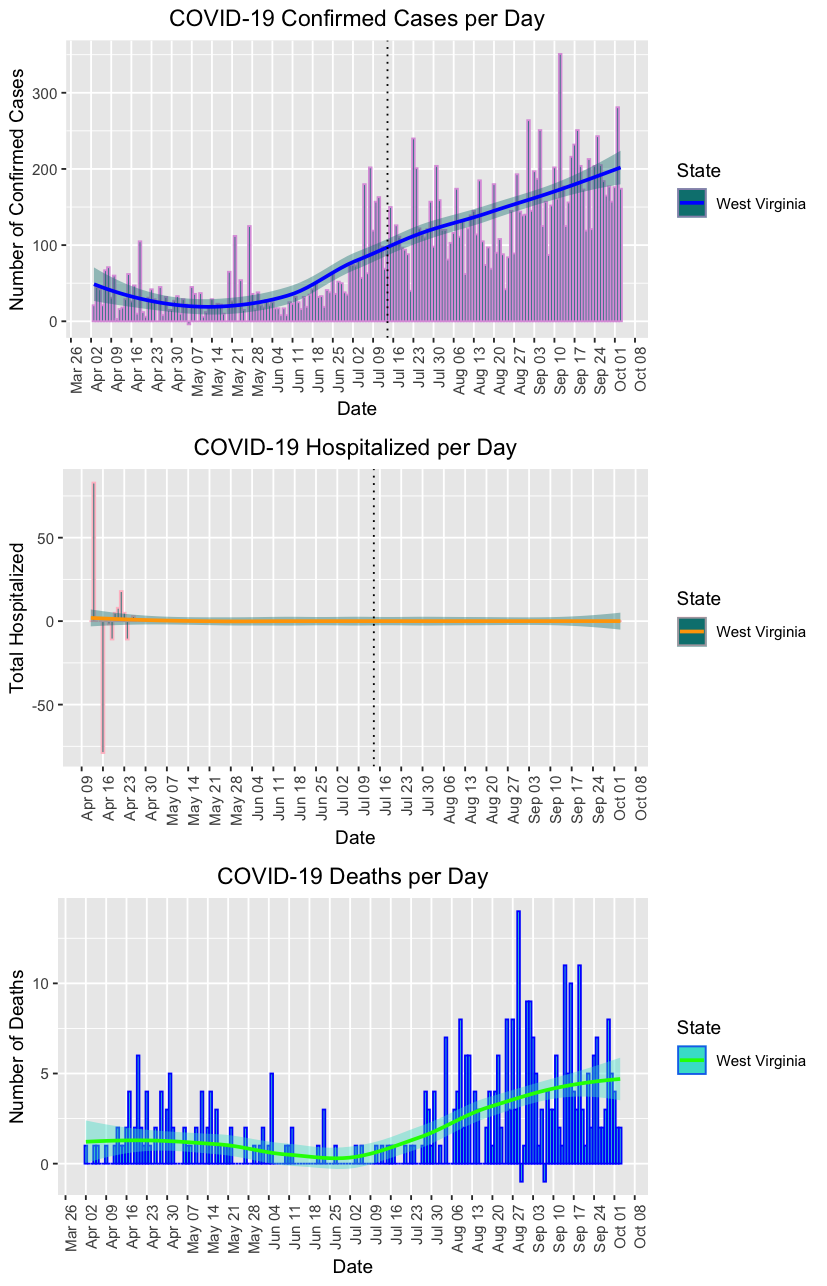 COVID-19 Confirmed Cases per Day
Number of Confirmed Cases
300
200
100
0
Mar 26 Apr 02 Apr 09 Apr 16 Apr 23 Apr 30 May 07 May 14 May 21 May 28 Jun 04 Jun 11 Jun 18 Jun 25 Jul 02 Jul 09 Jul 16 Jul 23 Jul 30 Aug 06 Aug 13 Aug 20 Aug 27 Sep 03 Sep 10 Sep 17 Sep 24 Oct 01 Oct 08
Date
State
West Virginia
COVID-19 Hospitalized per Day
Total Hospitalized
50
0
-50
Apr 09 Apr 16 Apr 23 Apr 30 May 07 May 14 May 21 May 28 Jun 04 Jun 11 Jun 18 Jun 25 Jul 02 Jul 09 Jul 16 Jul 23 Jul 30 Aug 06 Aug 13 Aug 20 Aug 27 Sep 03 Sep 10 Sep 17 Sep 24 Oct 01 Oct 08
Date
State
West Virginia
COVID-19 Deaths per Day
Number of Deaths
10
5
0
Mar 26 Apr 02 Apr 09 Apr 16 Apr 23 Apr 30 May 07 May 14 May 21 May 28 Jun 04 Jun 11 Jun 18 Jun 25 Jul 02 Jul 09 Jul 16 Jul 23 Jul 30 Aug 06 Aug 13 Aug 20 Aug 27 Sep 03 Sep 10 Sep 17 Sep 24 Oct 01 Oct 08
Date
State
West Virginia